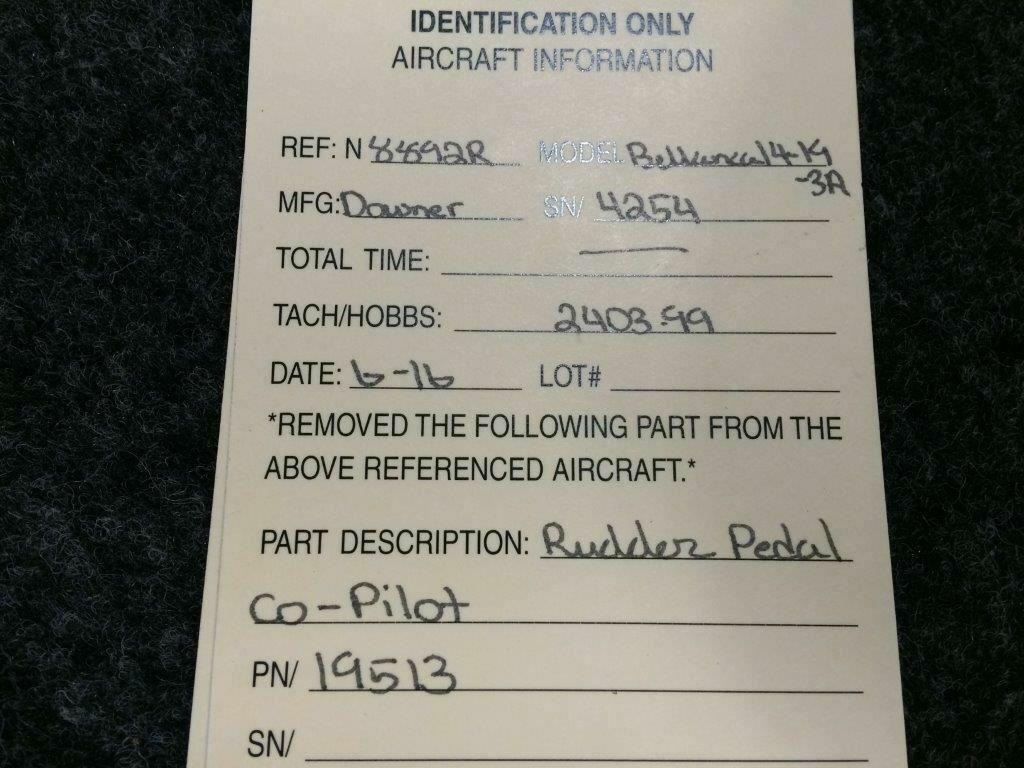 IDENTIFICATION ONLY
AIRCRAFT INFORMATION
REF: N 8892R MODEL Bellanca 14-19
-3A
MFG: Downer SN/ 4254
TOTAL TIME: —
TACH/HOBBS: 2403.99
DATE: 6-16 LOT#
*REMOVED THE FOLLOWING PART FROM THE
ABOVE REFERENCED AIRCRAFT.*
PART DESCRIPTION: Rudder Pedal
Co-Pilot
PN/ 19513
SN/